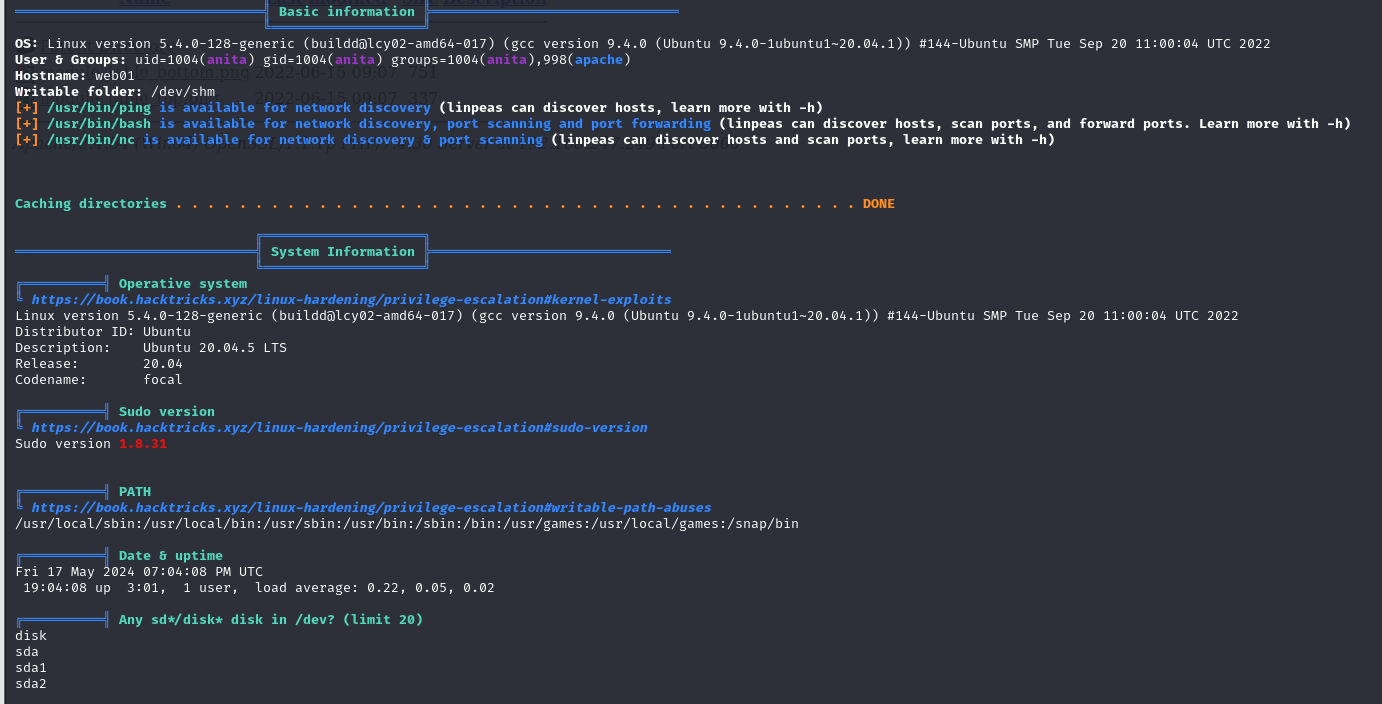 Basic information
OS: Linux version 5.4.0-128-generic (buildd@lcy02-amd64-017) (gcc version 9.4.0 (Ubuntu 9.4.0-1ubuntu1~20.04.1)) #144-Ubuntu SMP Tue Sep 20 11:00:04 UTC 2022
User & Groups: uid=1004(anita) gid=1004(anita) groups=1004(anita),998(apache)
Hostname: web01
Writable folder: /dev/shm
[+] /usr/bin/ping is available for network discovery (linpeas can discover hosts, learn more with -h)
[+] /usr/bin/bash is available for network discovery, port scanning and port forwarding (linpeas can discover hosts, scan ports, and forward ports. Learn more with -h)
[+] /usr/bin/nc is available for network discovery & port scanning (linpeas can discover hosts and scan ports, learn more with -h)
Caching directories . . . . . . . . . . . . . . . . . . . . . . . . . . . . . . . . . . . . . . . . . . . DONE
System Information
Operative system
https://book.hacktricks.xyz/linux-hardening/privilege-escalation#kernel-exploits
Linux version 5.4.0-128-generic (buildd@lcy02-amd64-017) (gcc version 9.4.0 (Ubuntu 9.4.0-1ubuntu1~20.04.1)) #144-Ubuntu SMP Tue Sep 20 11:00:04 UTC 2022
Distributor ID: Ubuntu
Description: Ubuntu 20.04.5 LTS
Release: 20.04
Codename: focal
Sudo version
https://book.hacktricks.xyz/linux-hardening/privilege-escalation#sudo-version
Sudo version 1.8.31
PATH
https://book.hacktricks.xyz/linux-hardening/privilege-escalation#writable-path-abuses
/usr/local/sbin:/usr/local/bin:/usr/sbin:/usr/bin:/sbin:/bin:/usr/games:/usr/local/games:/snap/bin
Date & uptime
Fri 17 May 2024 07:04:08 PM UTC
19:04:08 up 3:01, 1 user, load average: 0.22, 0.05, 0.02
Any sd*/disk* disk in /dev? (limit 20)
disk
sda
sda1
sda2